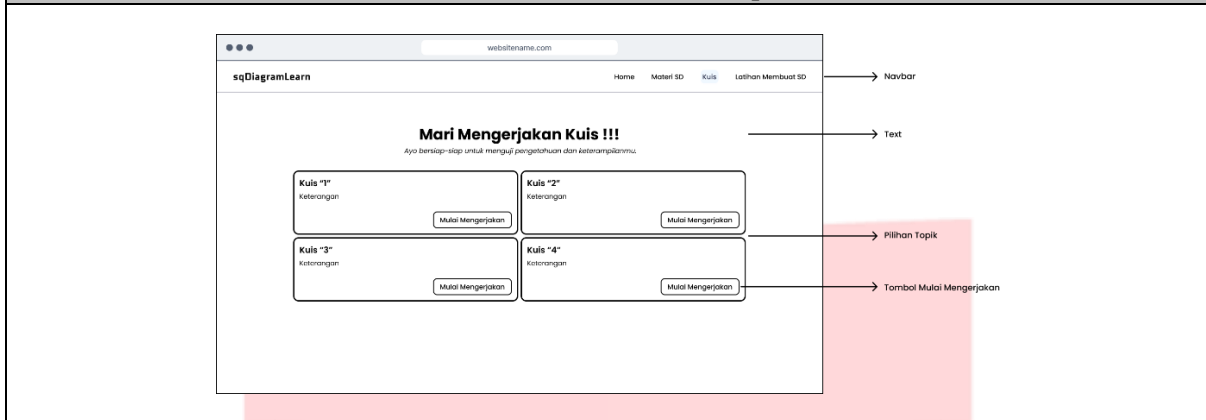 websitename.com
sqDiagramLearn
Home Materi SD Kuis Latihan Membuat SD
Navbar
Mari Mengerjakan Kuis !!!
Text
Ayo bersiap-siap untuk menguji pengetahuan dan keterampilanmu.
Kuis "1"
Keterangan
Mulai Mengerjakan
Kuis "2"
Keterangan
Mulai Mengerjakan
Pilihan Topik
Kuis "3"
Keterangan
Mulai Mengerjakan
Kuis "4"
Keterangan
Mulai Mengerjakan
Tombol Mulai Mengerjakan